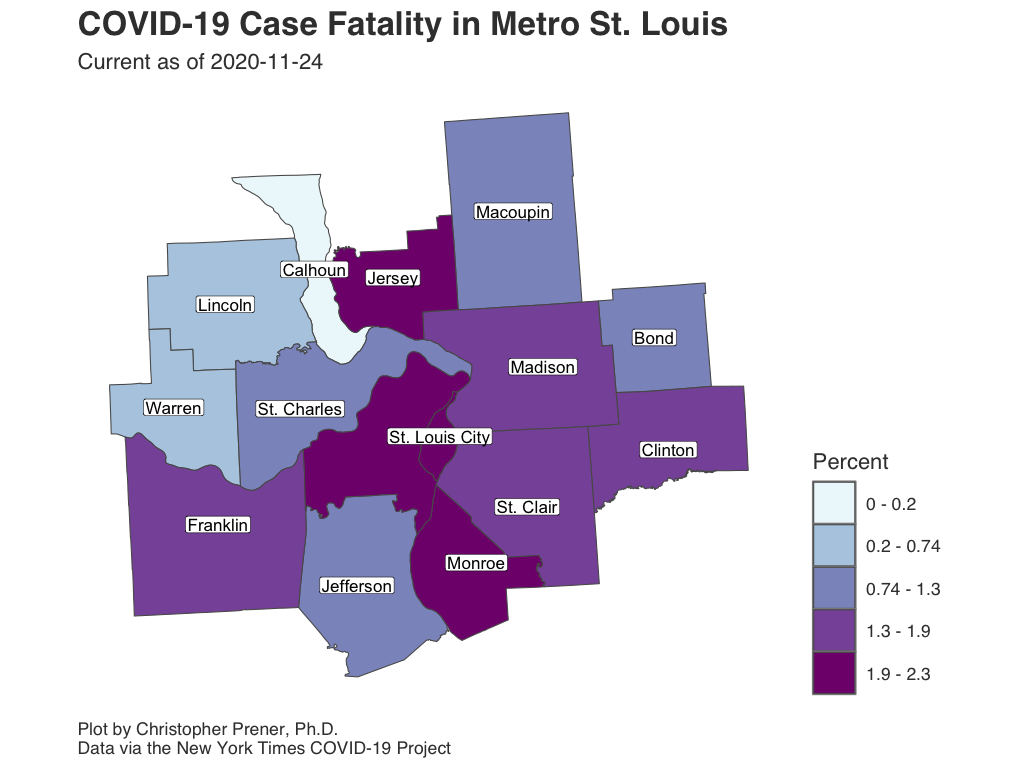 COVID-19 Case Fatality in Metro St. Louis
Current as of 2020-11-24
Macoupin
Calhoun
Jersey
Lincoln
Bond
Madison
Warren
St. Charles
St. Louis City
Clinton
St. Clair
Franklin
Monroe
Jefferson
Percent
0 - 0.2
0.2 - 0.74
0.74 - 1.3
1.3 - 1.9
1.9 - 2.3
Plot by Christopher Prener, Ph.D.
Data via the New York Times COVID-19 Project